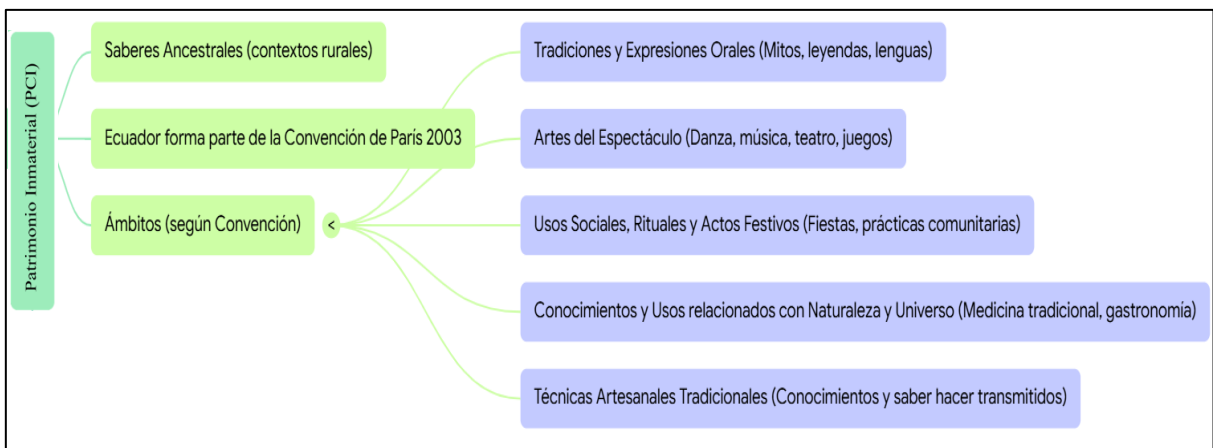 Patrimonio Inmaterial (PCI)
Saberes Ancestrales (contextos rurales)
Ecuador forma parte de la Convención de París 2003
Ámbitos (según Convención)
<
Tradiciones y Expresiones Orales (Mitos, leyendas, lenguas)
Artes del Espectáculo (Danza, música, teatro, juegos)
Usos Sociales, Rituales y Actos Festivos (Fiestas, prácticas comunitarias)
Conocimientos y Usos relacionados con Naturaleza y Universo (Medicina tradicional, gastronomía)
Técnicas Artesanales Tradicionales (Conocimientos y saber hacer transmitidos)